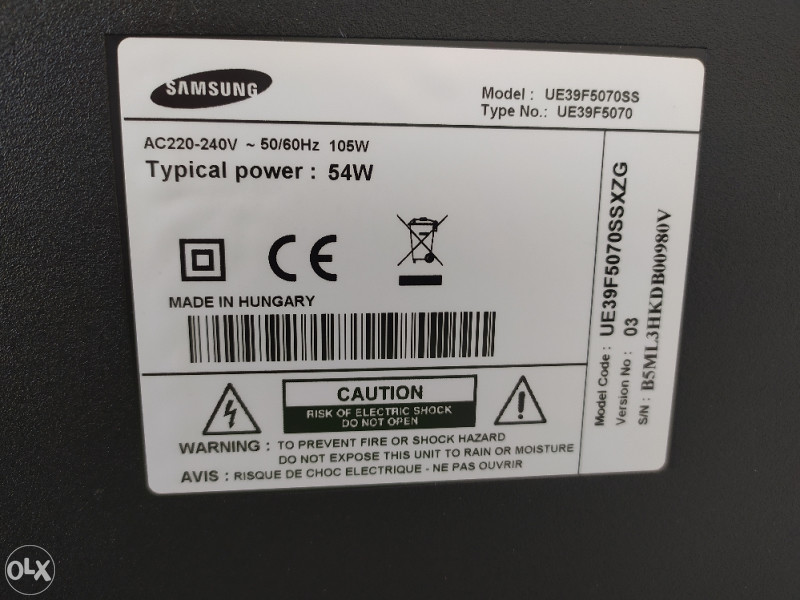 SAMSUNG
Model : UE39F5070SS
Type No.: UE39F5070
AC220-240V ~ 50/60Hz 105W
Typical power : 54W
CE
MADE IN HUNGARY
CAUTION
RISK OF ELECTRIC SHOCK
DO NOT OPEN
WARNING : TO PREVENT FIRE OR SHOCK HAZARD
DO NOT EXPOSE THIS UNIT TO RAIN OR MOISTURE
AVIS : RISQUE DE CHOC ELECTRIQUE - NE PAS OUVRIR
Model Code : UE39F5070SSXZG
Version No : 03
S/N : B5ML3HKDB00980V
OLX